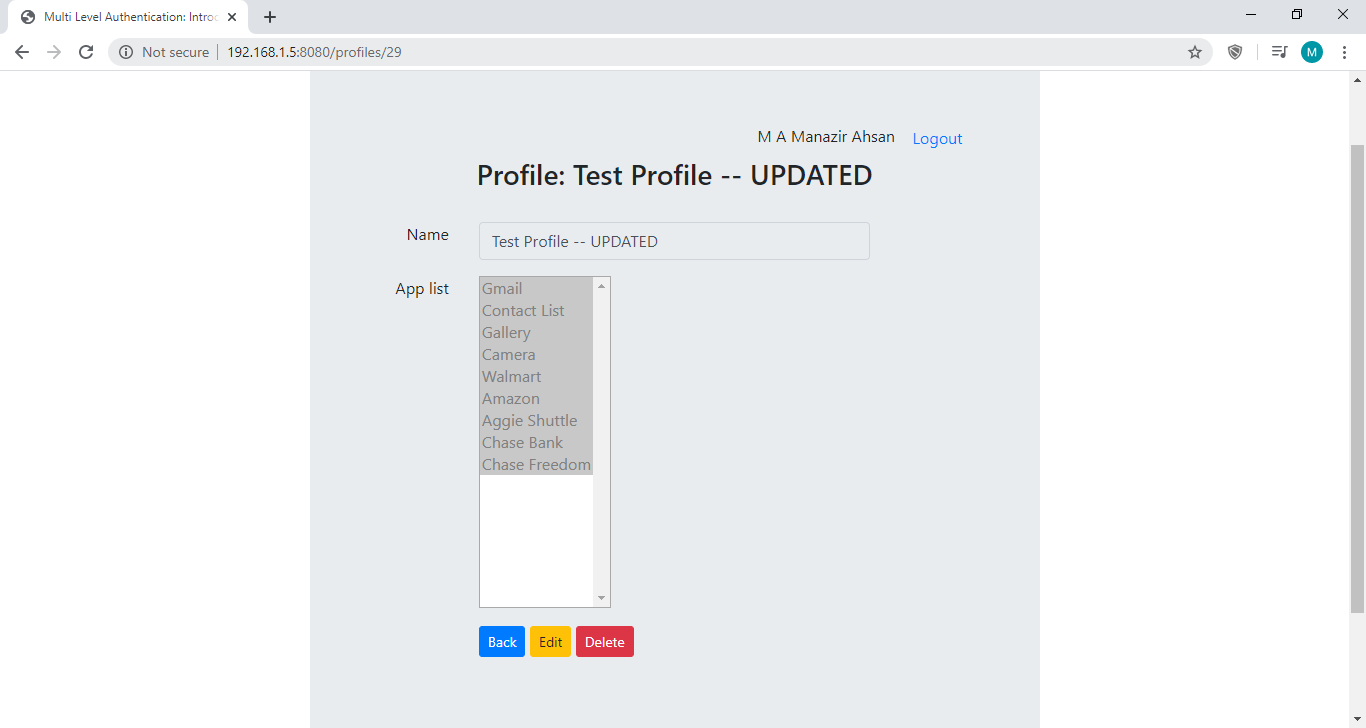 Multi Level Authentication: Introd
Not secure
192.168.1.5:8080/profiles/29
M
M A Manazir Ahsan
Logout
Profile: Test Profile -- UPDATED
Name
Test Profile -- UPDATED
App list
Gmail
Contact List
Gallery
Camera
Walmart
Amazon
Aggie Shuttle
Chase Bank
Chase Freedom
Back
Edit
Delete